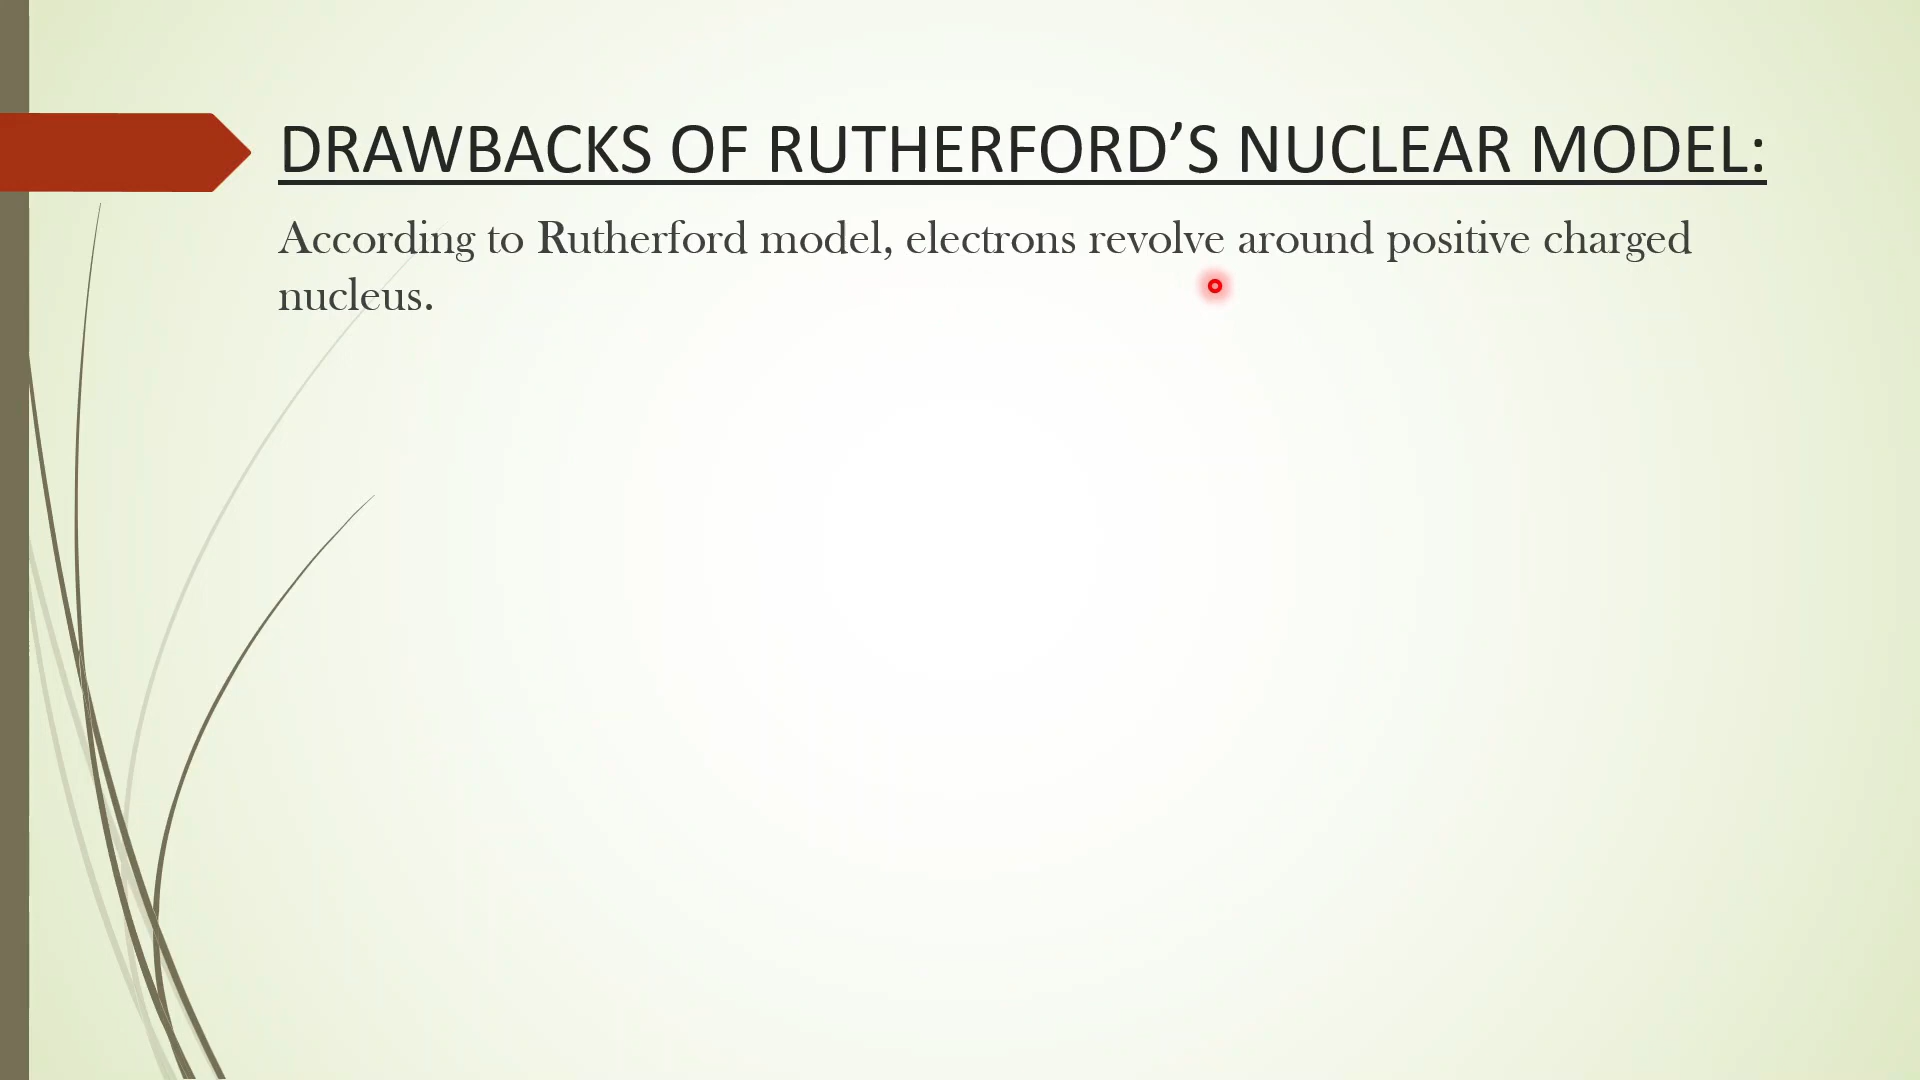 DRAWBACKS OF RUTHERFORD’S NUCLEAR MODEL:
According to Rutherford model, electrons revolve around positive charged
nucleus.